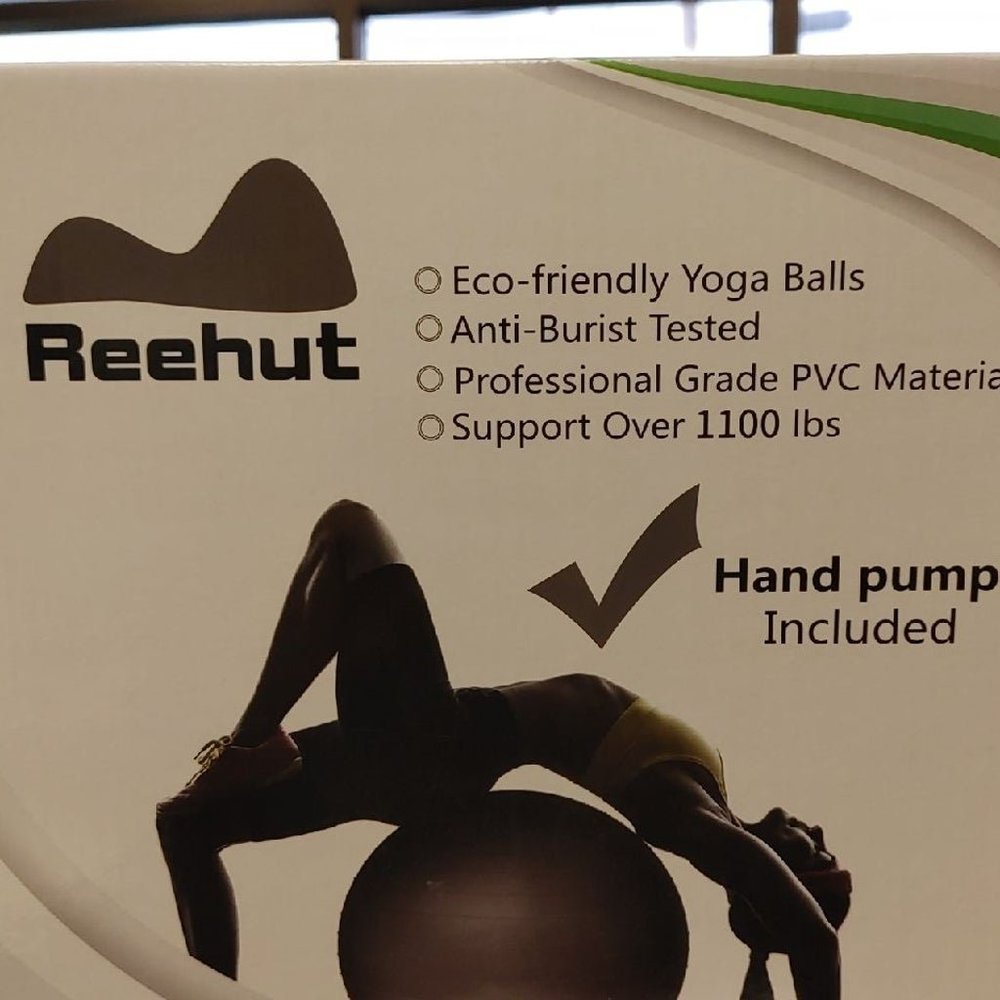 Reehut
Eco-friendly Yoga Balls
Anti-Burist Tested
Professional Grade PVC Materia
Support Over 1100 lbs
Hand pump
Included